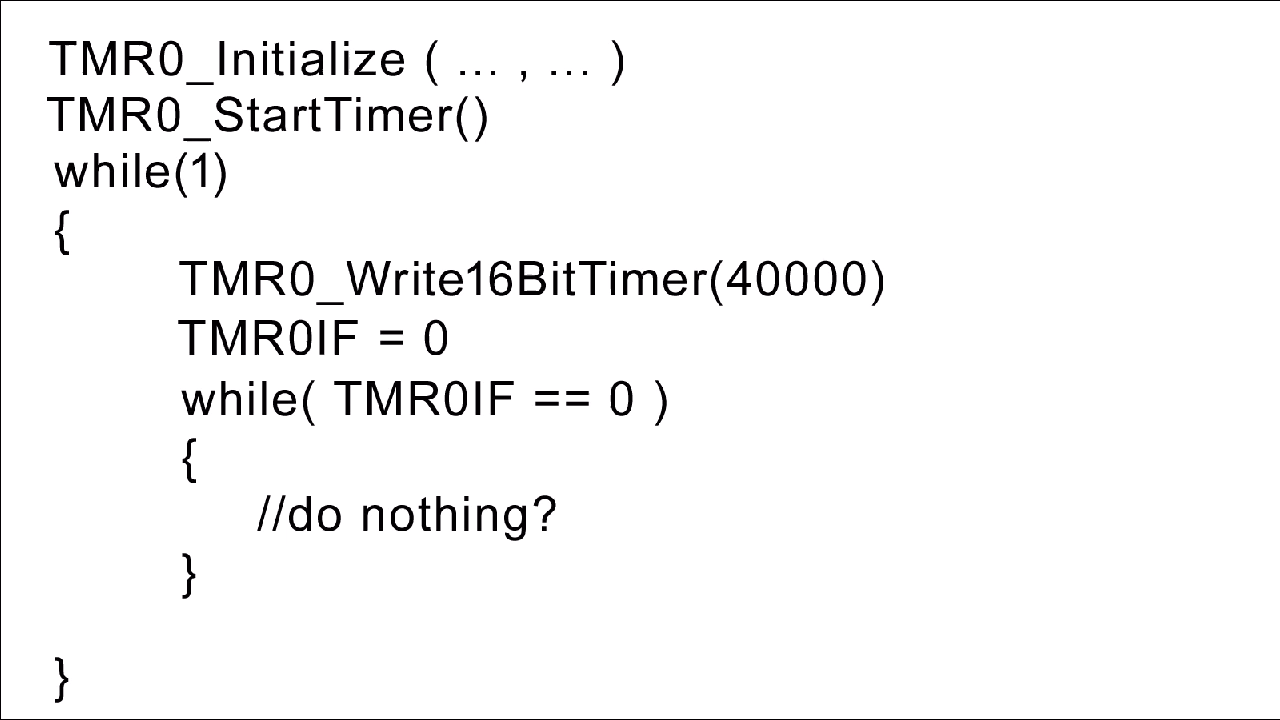 TMR0_Initialize ( ... , ... )
TMR0_StartTimer()
while(1)
{
TMR0_Write16BitTimer(40000)
TMR0IF = 0
while( TMR0IF == 0 )
{
//do nothing?
}
}